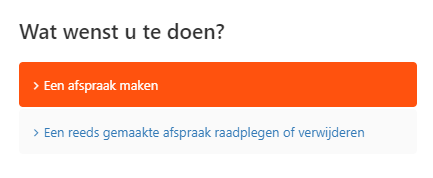 Wat wenst u te doen?
> Een afspraak maken
> Een reeds gemaakte afspraak raadplegen of verwijderen